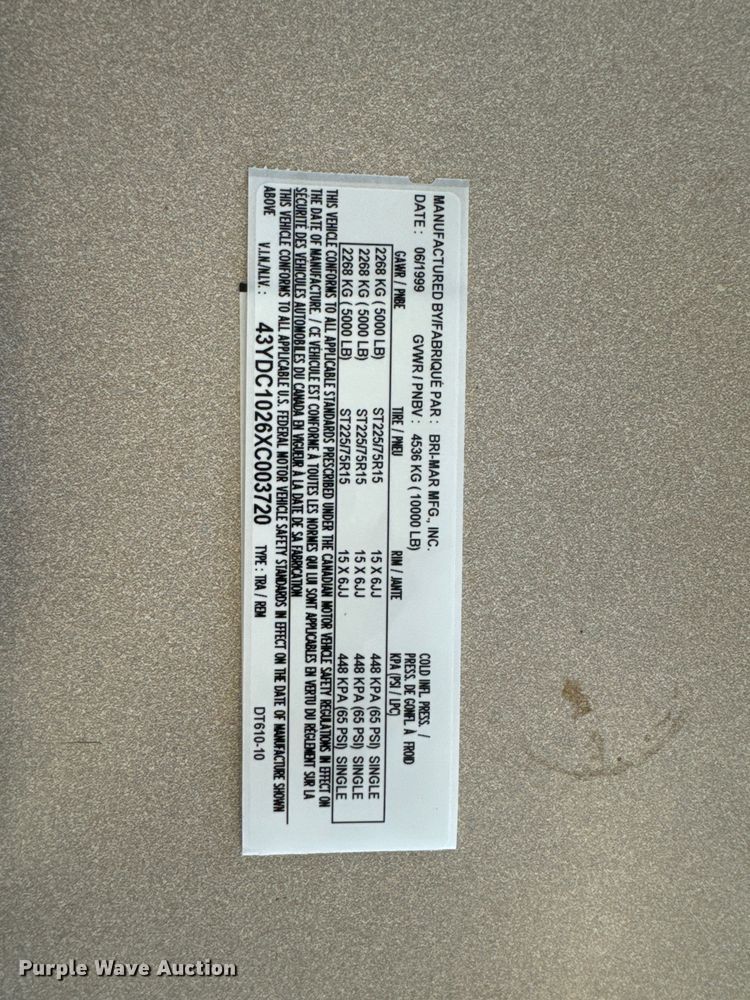 MANUFACTURED BY/FABRIQUÉ PAR : BRI-MAR MFG., INC.
DATE : 06/1999 GVWR / PNBV : 4536 KG ( 10000 LB)
COLD INFL PRESS. /
PRESS. DE GONFL À FROID
GAWR / PNBE TIRE / PNEU RIM / JANTE KPA (PSI / LPC)
2268 KG ( 5000 LB) ST225/75R15 15 X 6JJ 448 KPA (65 PSI) SINGLE
2268 KG ( 5000 LB) ST225/75R15 15 X 6JJ 448 KPA (65 PSI) SINGLE
2268 KG ( 5000 LB) ST225/75R15 15 X 6JJ 448 KPA (65 PSI) SINGLE
THIS VEHICLE CONFORMS TO ALL APPLICABLE STANDARDS PRESCRIBED UNDER THE CANADIAN MOTOR VEHICLE SAFETY REGULATIONS IN EFFECT ON
THE DATE OF MANUFACTURE. / CE VÉHICULE EST CONFORME À TOUTES LES NORMES QUI LUI SONT APPLICABLES EN VERTU DU RÈGLEMENT SUR LA
SÉCURITÉ DES VÉHICULES AUTOMOBILES DU CANADA EN VIGUEUR À LA DATE DE SA FABRICATION
THIS VEHICLE CONFORMS TO ALL APPLICABLE U.S. FEDERAL MOTOR VEHICLE SAFETY STANDARDS IN EFFECT ON THE DATE OF MANUFACTURE SHOWN
ABOVE V.I.N./N.I.V. : 43YDC1026XC003720 TYPE : TRA / REM DT610-10
Purple Wave Auction